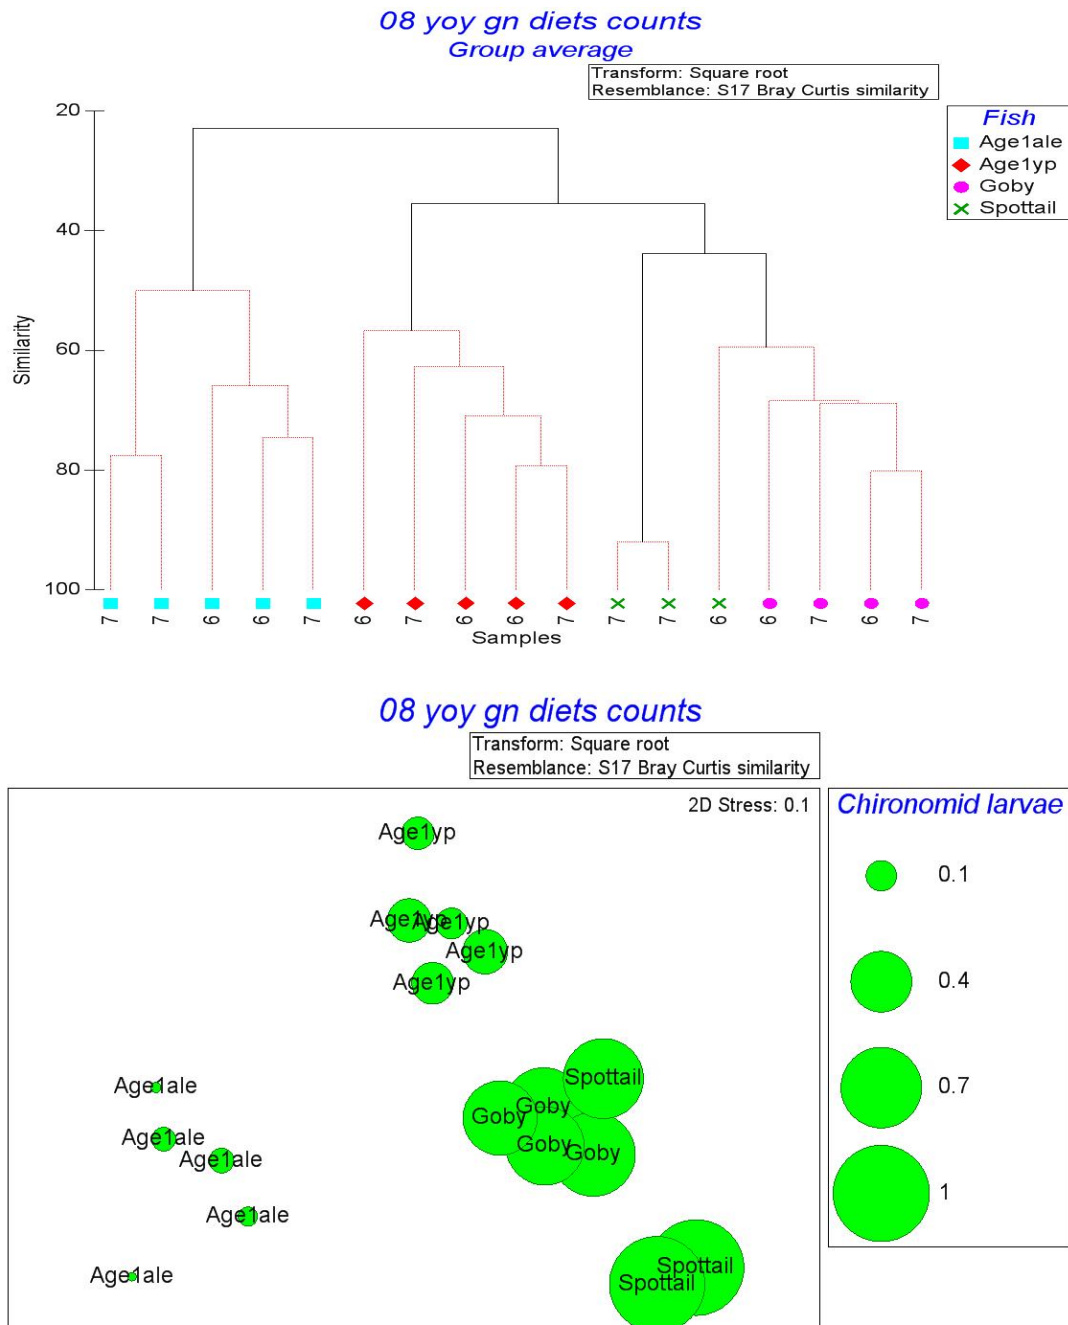 08 yoy gn diets counts
Group average
Transform: Square root
Resemblance: S17 Bray Curtis similarity
Fish
Age1ale
Age1yp
Goby
Spottail
20
40
60
80
100
Similarity
7 7 6 6 7 6 7 6 6 7 7 7 6 6 7 6 7
Samples
08 yoy gn diets counts
Transform: Square root
Resemblance: S17 Bray Curtis similarity
2D Stress: 0.1
Chironomid larvae
0.1
0.4
0.7
1
Age1yp
Age1yp Age1yp
Age1yp
Age1yp
Spottail
Age1ale
Goby Goby
Age1ale
Goby Goby
Age1ale
Age1ale
Spottail
Age1ale Spottail